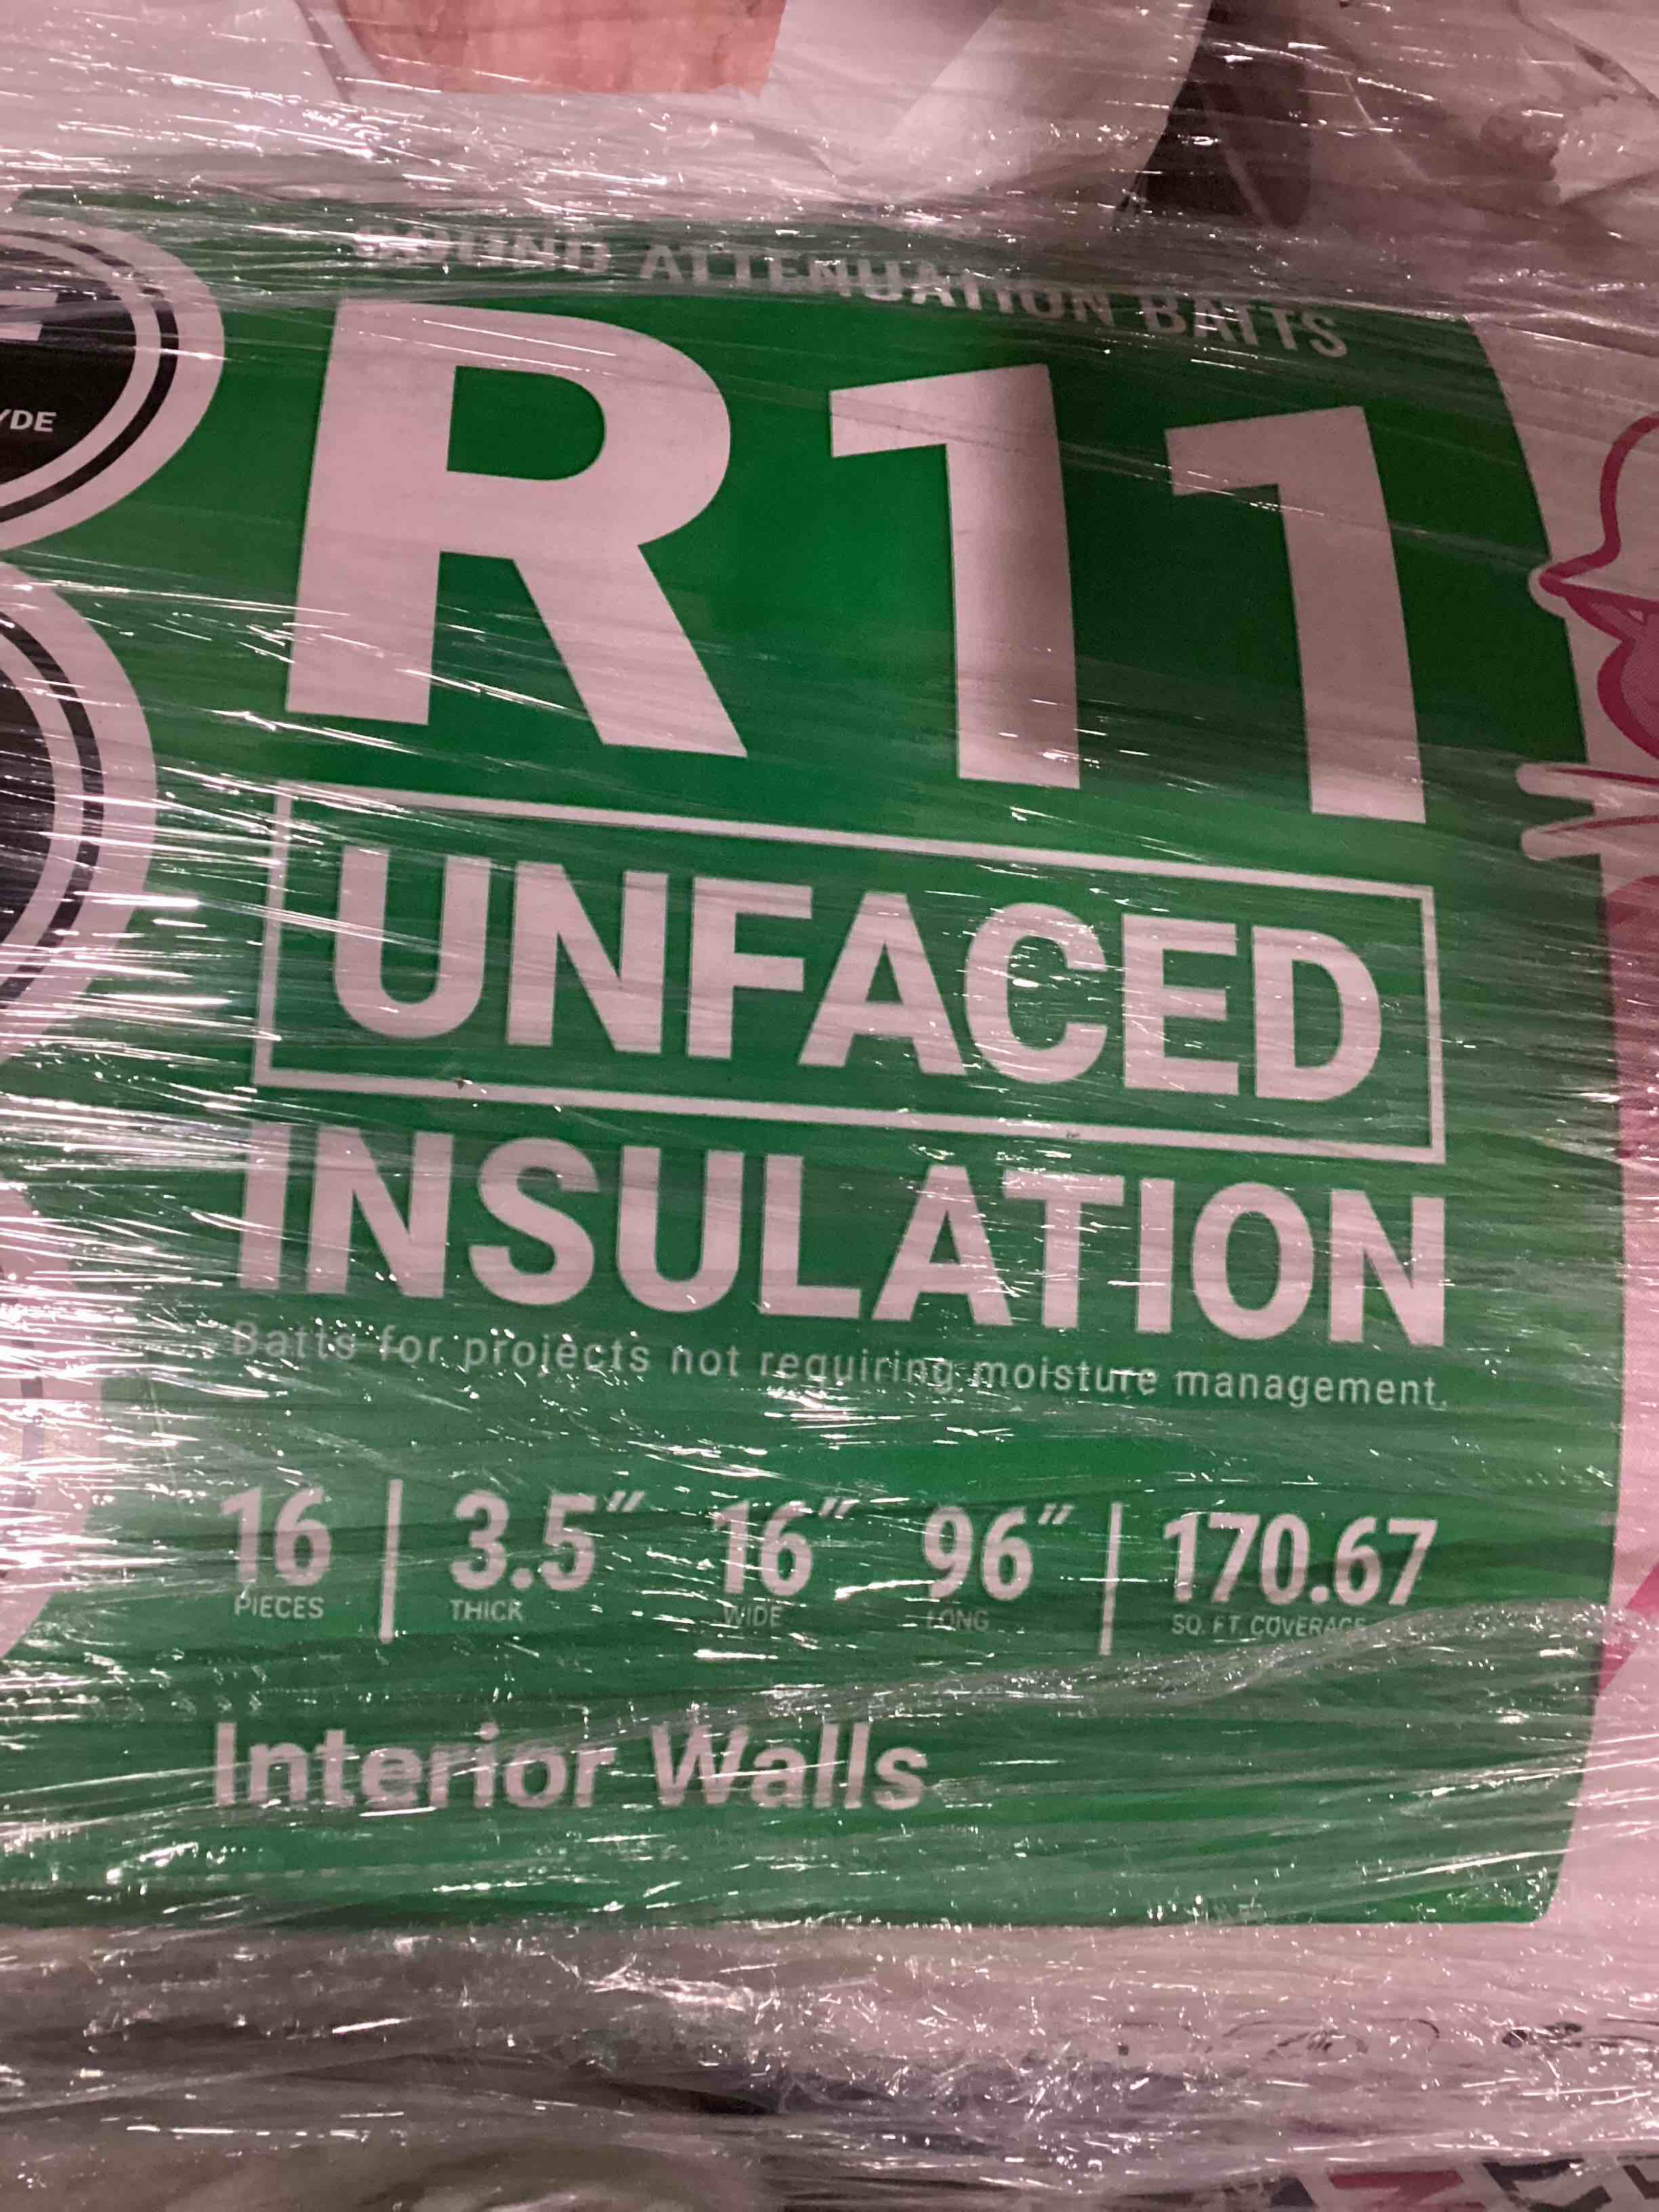 SOUND ATTENUATION BATTS
YDE
R11
UNFACED
INSULATION
Batts for projects not requiring moisture management.
16 3.5" 16" 96" 170.67
PIECES THICK WIDE LONG SQ. FT. COVERAGE
Interior Walls